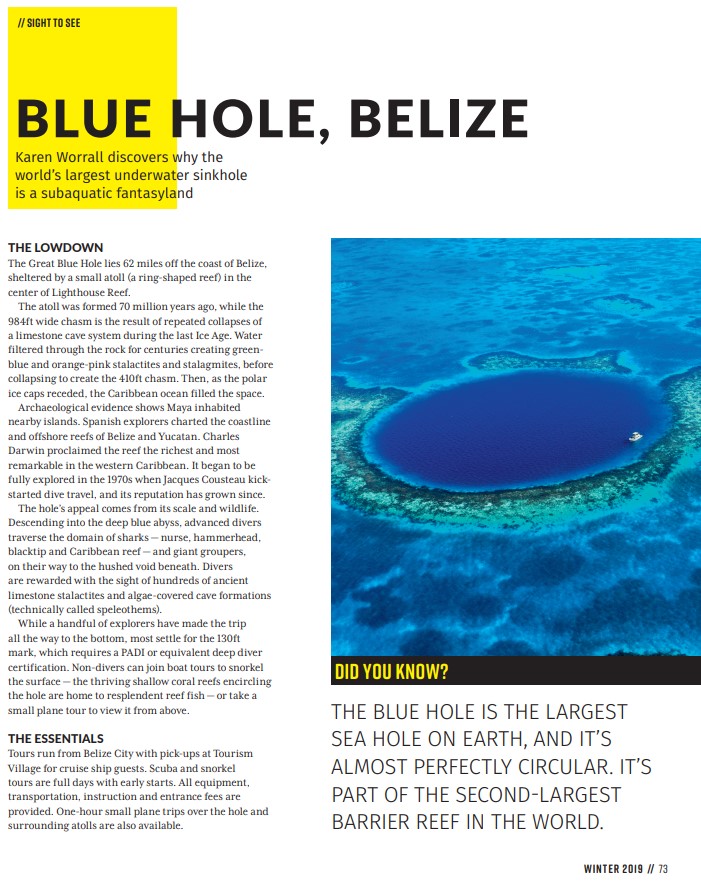 // SIGHT TO SEE
BLUE HOLE, BELIZE
Karen Worrall discovers why the
world's largest underwater sinkhole
is a subaquatic fantasyland
THE LOWDOWN
The Great Blue Hole lies 62 miles off the coast of Belize,
sheltered by a small atoll (a ring-shaped reef) in the
center of Lighthouse Reef.
The atoll was formed 70 million years ago, while the
984ft wide chasm is the result of repeated collapses of
a limestone cave system during the last Ice Age. Water
filtered through the rock for centuries creating green-
blue and orange-pink stalactites and stalagmites, before
collapsing to create the 410ft chasm. Then, as the polar
ice caps receded, the Caribbean ocean filled the space.
Archaeological evidence shows Maya inhabited
nearby islands. Spanish explorers charted the coastline
and offshore reefs of Belize and Yucatan. Charles
Darwin proclaimed the reef the richest and most
remarkable in the western Caribbean. It began to be
fully explored in the 1970s when Jacques Cousteau kick-
started dive travel, and its reputation has grown since.
The hole's appeal comes from its scale and wildlife.
Descending into the deep blue abyss, advanced divers
traverse the domain of sharks — nurse, hammerhead,
blacktip and Caribbean reef — and giant groupers,
on their way to the hushed void beneath. Divers
are rewarded with the sight of hundreds of ancient
limestone stalactites and algae-covered cave formations
(technically called speleothems).
While a handful of explorers have made the trip
all the way to the bottom, most settle for the 130ft
mark, which requires a PADI or equivalent deep diver
certification. Non-divers can join boat tours to snorkel
the surface — the thriving shallow coral reefs encircling
the hole are home to resplendent reef fish — or take a
small plane tour to view it from above.
THE ESSENTIALS
Tours run from Belize City with pick-ups at Tourism
Village for cruise ship guests. Scuba and snorkel
tours are full days with early starts. All equipment,
transportation, instruction and entrance fees are
provided. One-hour small plane trips over the hole and
surrounding atolls are also available.
DID YOU KNOW?
THE BLUE HOLE IS THE LARGEST
SEA HOLE ON EARTH, AND IT'S
ALMOST PERFECTLY CIRCULAR. IT'S
PART OF THE SECOND-LARGEST
BARRIER REEF IN THE WORLD.
WINTER 2019 // 73